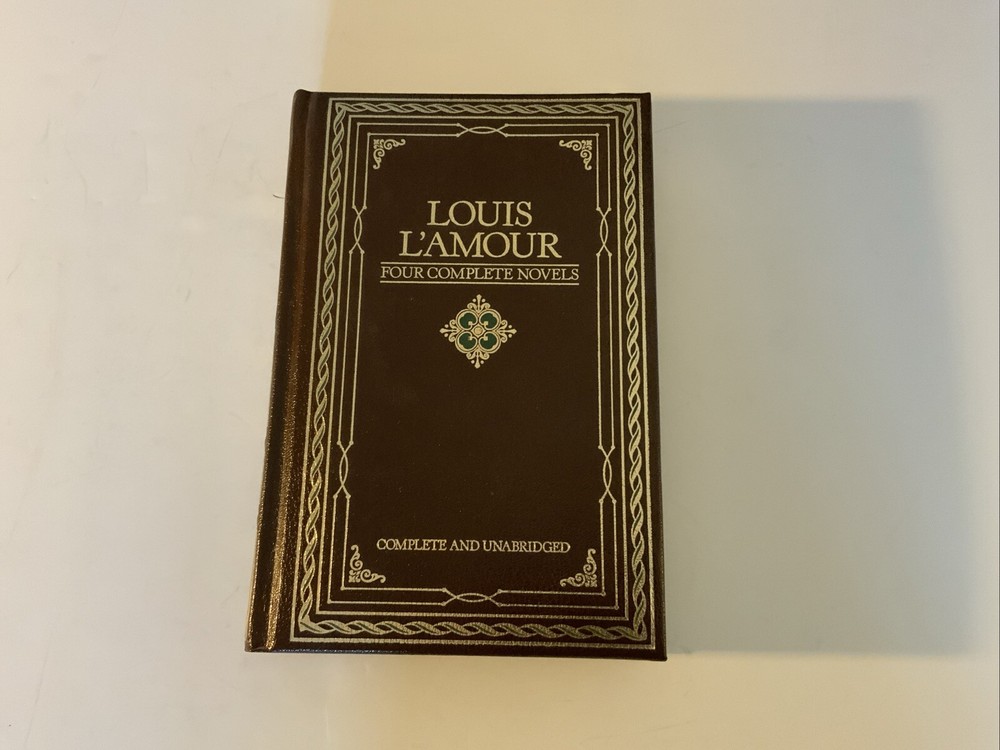 LOUIS
L'AMOUR
FOUR COMPLETE NOVELS
COMPLETE AND UNABRIDGED